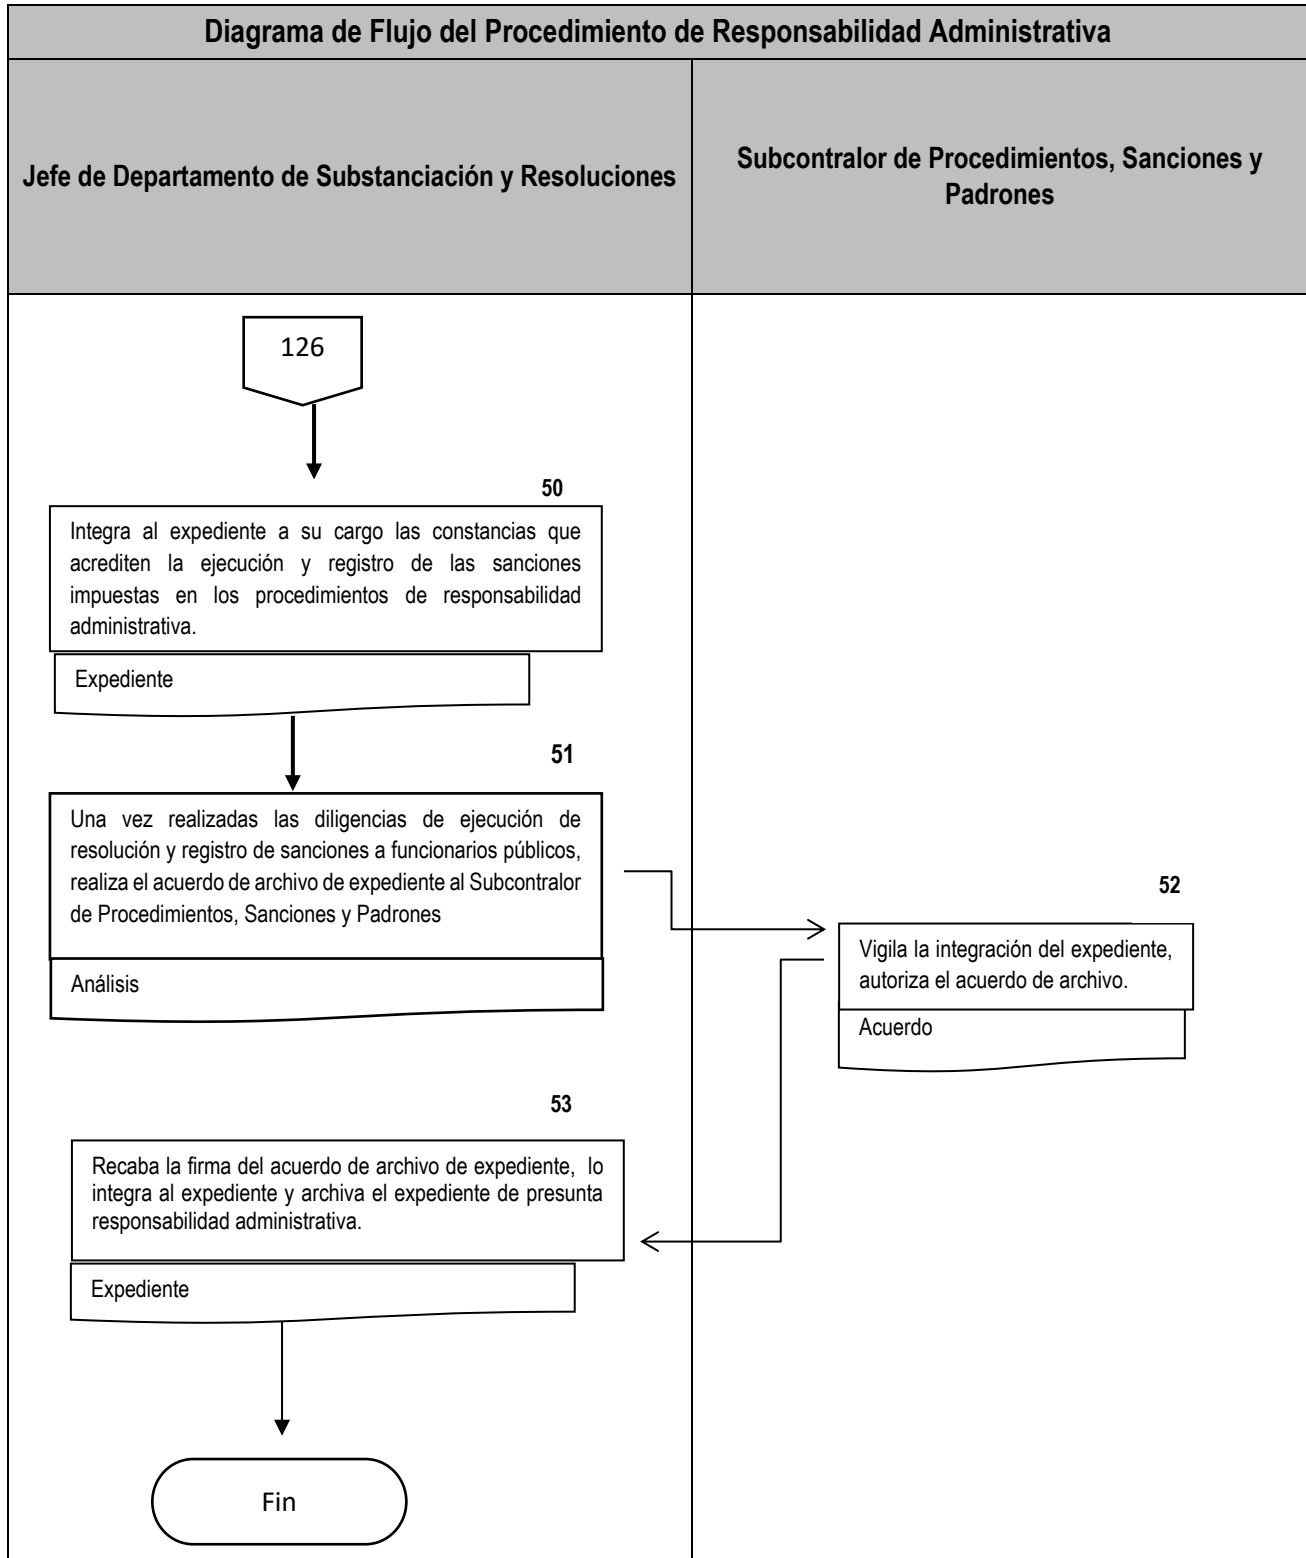 Diagrama de Flujo del Procedimiento de Responsabilidad Administrativa
Jefe de Departamento de Substanciación y Resoluciones
Subcontralor de Procedimientos, Sanciones y
Padrones
126
50
Integra al expediente a su cargo las constancias que
acrediten la ejecución y registro de las sanciones
impuestas en los procedimientos de responsabilidad
administrativa.
Expediente
51
Una vez realizadas las diligencias de ejecución de
resolución y registro de sanciones a funcionarios públicos,
realiza el acuerdo de archivo de expediente al Subcontralor
de Procedimientos, Sanciones y Padrones
Análisis
52
Vigila la integración del expediente,
autoriza el acuerdo de archivo.
Acuerdo
53
Recaba la firma del acuerdo de archivo de expediente, lo
integra al expediente y archiva el expediente de presunta
responsabilidad administrativa.
Expediente
Fin